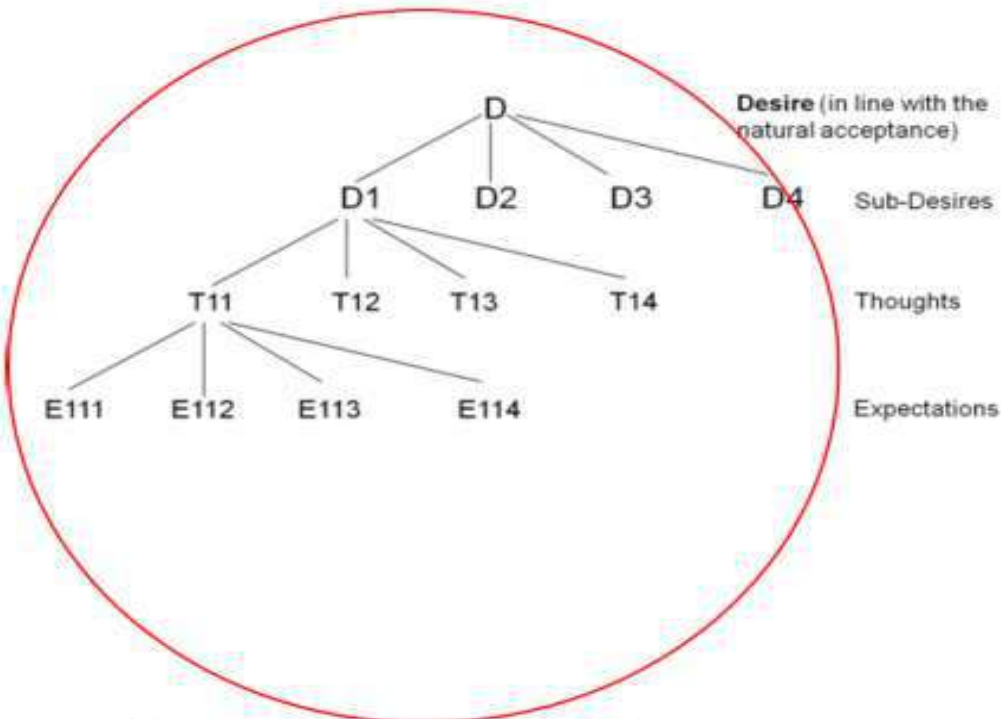 D
Desire (in line with the
natural acceptance)
D1 D2 D3 D4 Sub-Desires
T11 T12 T13 T14 Thoughts
E111 E112 E113 E114 Expectations